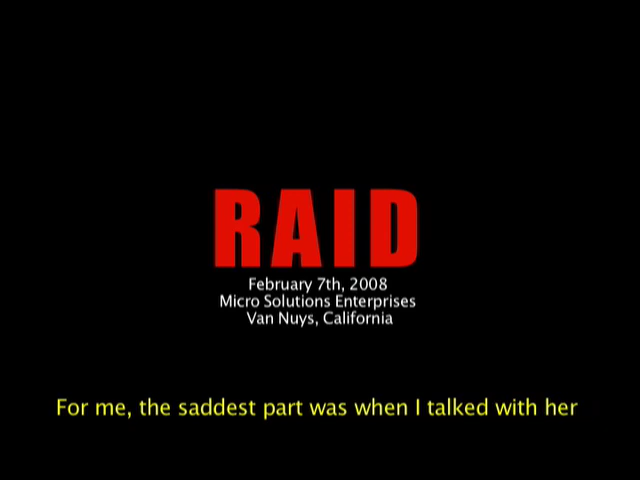 RAID
February 7th, 2008
Micro Solutions Enterprises
Van Nuys, California
For me, the saddest part was when I talked with her